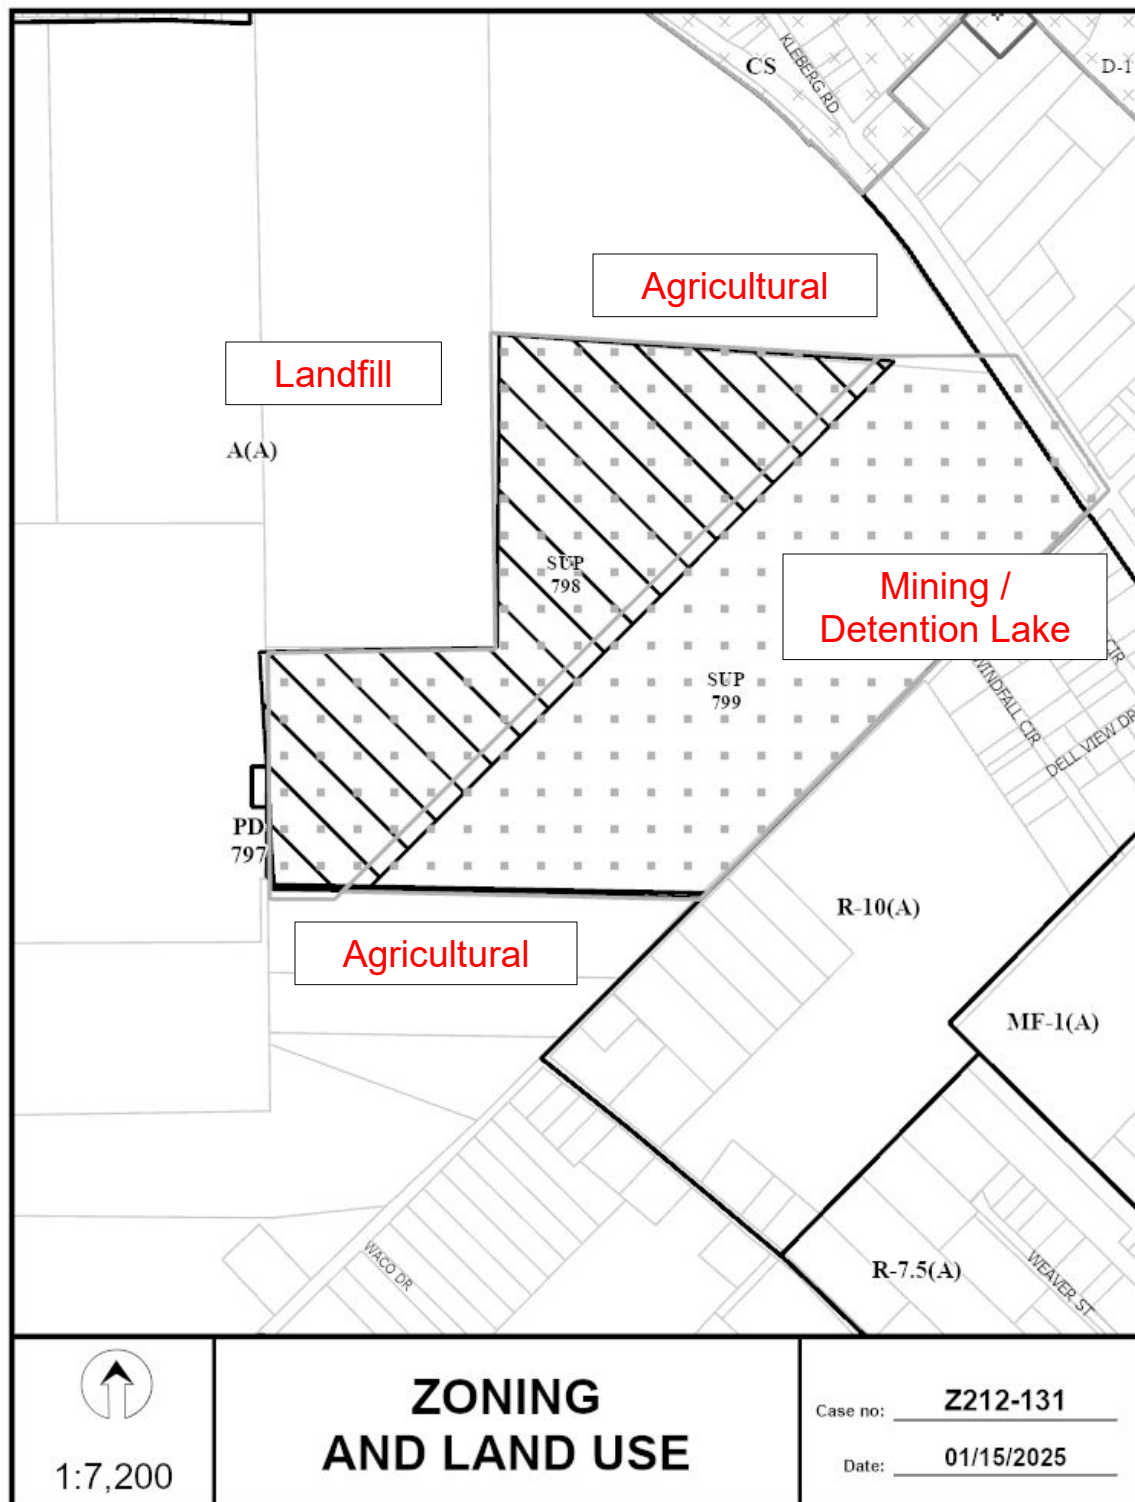 CS
KLEBERG RD
D-1
Agricultural
Landfill
A(A)
SUP
798
Mining /
Detention Lake
CIR
SUP
799
WINDFALL CIR
DELL VIEW DR
PD
797
R-10(A)
Agricultural
MF-1(A)
WACO DR
R-7.5(A)
WEAVER ST
1:7,200
ZONING
AND LAND USE
Case no: Z212-131
Date: 01/15/2025